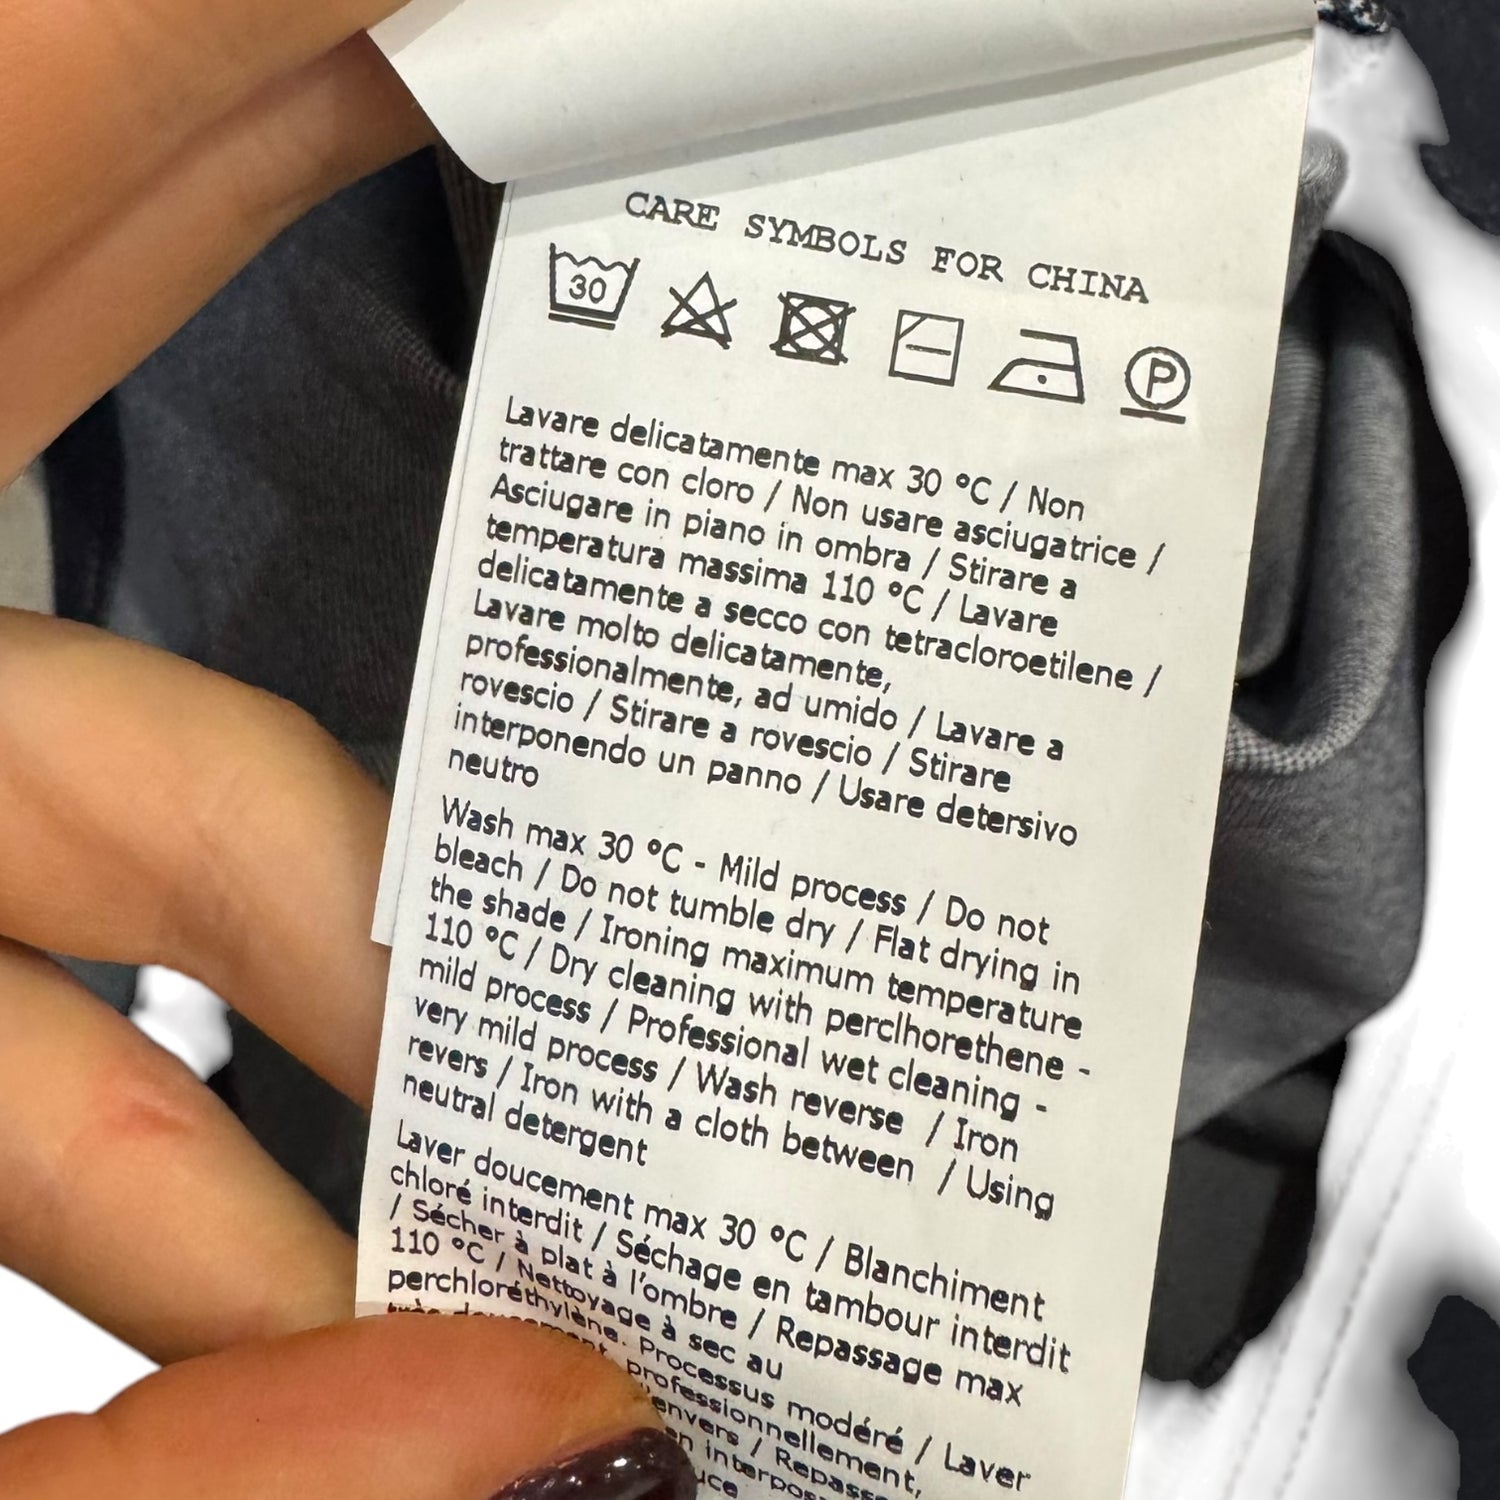 CARE SYMBOLS FOR CHINA
30 P
Lavare delicatamente max 30 °C / Non
trattare con cloro / Non usare asciugatrice /
Asciugare in piano in ombra / Stirare a
temperatura massima 110 °C / Lavare
delicatamente a secco con tetracloroetilene /
Lavare molto delicatamente,
professionalmente, ad umido / Lavare a
rovescio / Stirare a rovescio / Stirare
interponendo un panno / Usare detersivo
neutro
Wash max 30 °C - Mild process / Do not
bleach / Do not tumble dry / Flat drying in
the shade / Ironing maximum temperature
110 °C / Dry cleaning with perclhorethene -
mild process / Professional wet cleaning -
very mild process / Wash reverse / Iron
revers / Iron with a cloth between / Using
neutral detergent
Laver doucement max 30 °C / Blanchiment
chloré interdit / Séchage en tambour interdit
/ Sécher à plat à l'ombre / Repassage max
110 °C / Nettoyage à sec au
perchloréthylène. Processus modéré / Laver
très professionnellement,
envers / Repass
en interpos